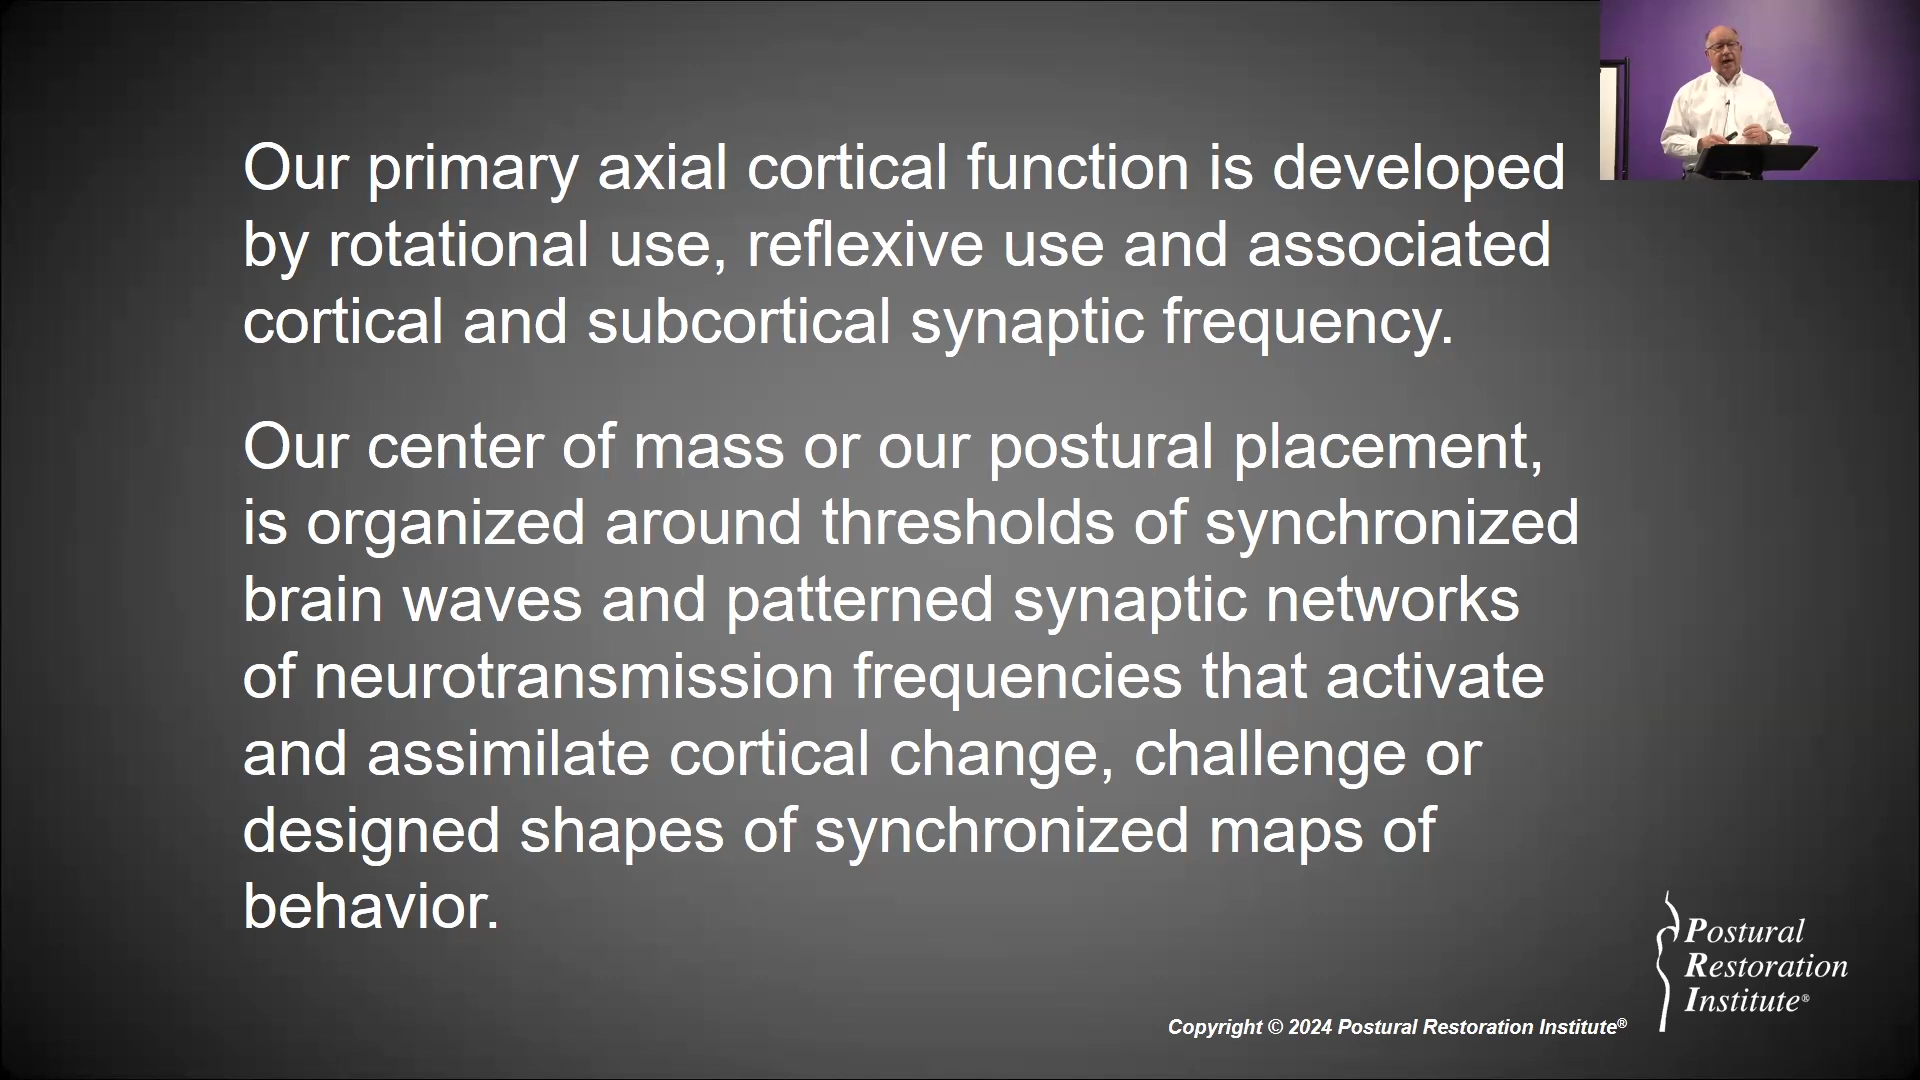 Our primary axial cortical function is developed
by rotational use, reflexive use and associated
cortical and subcortical synaptic frequency.
Our center of mass or our postural placement,
is organized around thresholds of synchronized
brain waves and patterned synaptic networks
of neurotransmission frequencies that activate
and assimilate cortical change, challenge or
designed shapes of synchronized maps of
behavior.
Postural
Restoration
Institute®
Copyright © 2024 Postural Restoration Institute®